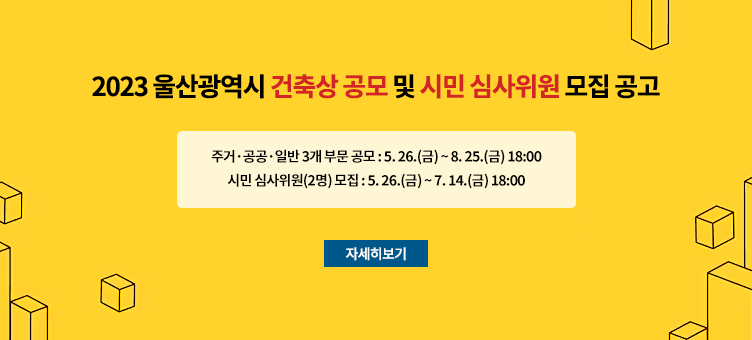 2023 울산광역시 건축상 공모 및 시민 심사위원 모집 공고
주거·공공·일반 3개 부문 공모 : 5. 26.(금) ~ 8. 25.(금) 18:00
시민 심사위원(2명) 모집 : 5. 26.(금) ~ 7. 14.(금) 18:00
자세히보기